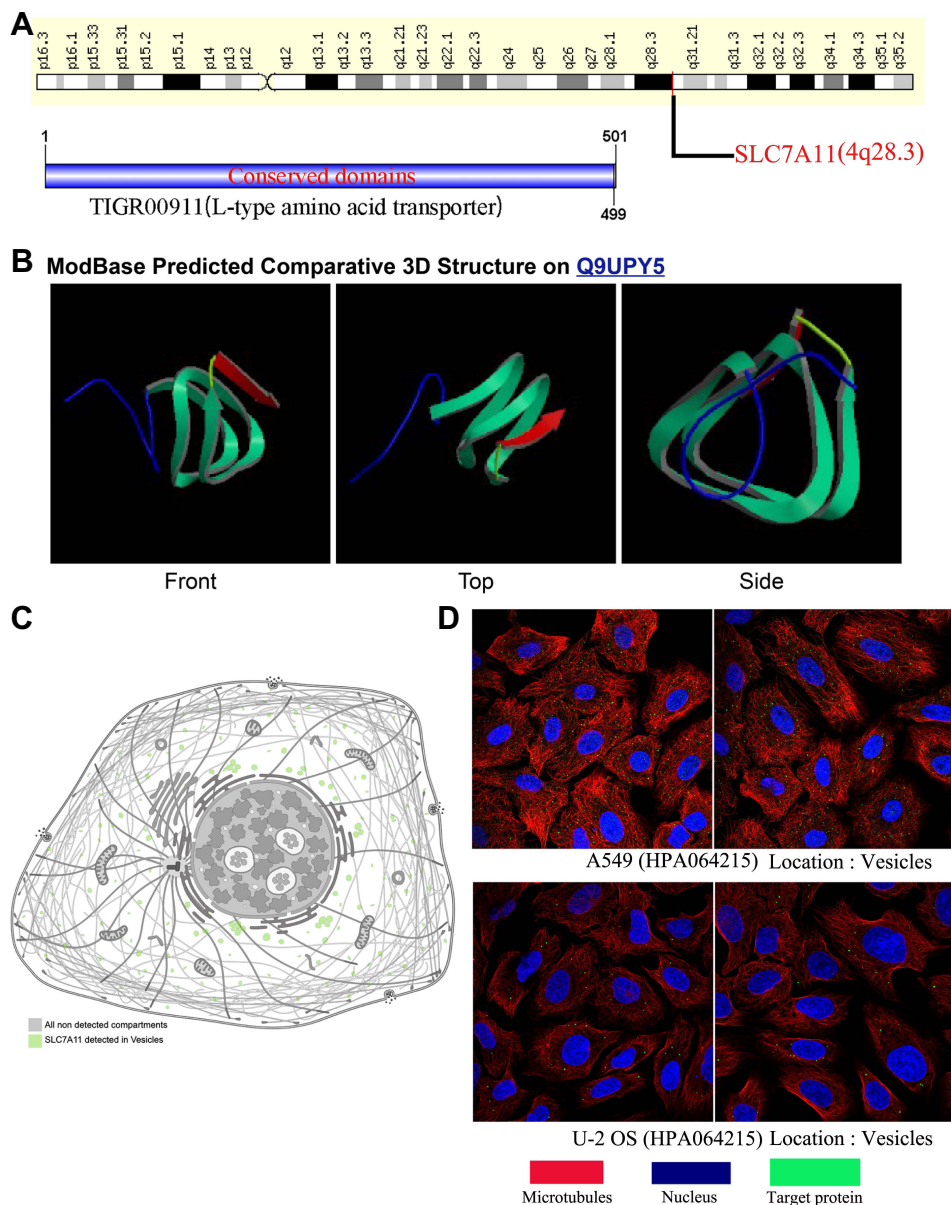 A
p16.3 p16.1 p15.33 p15.31 p15.2 p15.1 p14 p13 p12 q12 q13.1 q13.2 q13.3 q21.21 q21.23 q22.1 q22.3 q24 q25 q26 q27 q28.1 q28.3 q31.21 q31.3 q32.1 q32.2 q32.3 q34.1 q34.3 q35.1 q35.2
SLC7A11(4q28.3)
1 501
Conserved domains
TIGR00911(L-type amino acid transporter) 499
B
ModBase Predicted Comparative 3D Structure on Q9UPY5
Front Top Side
C
All non detected compartments
SLC7A11 detected in Vesicles
D
A549 (HPA064215) Location : Vesicles
U-2 OS (HPA064215) Location : Vesicles
Microtubules Nucleus Target protein